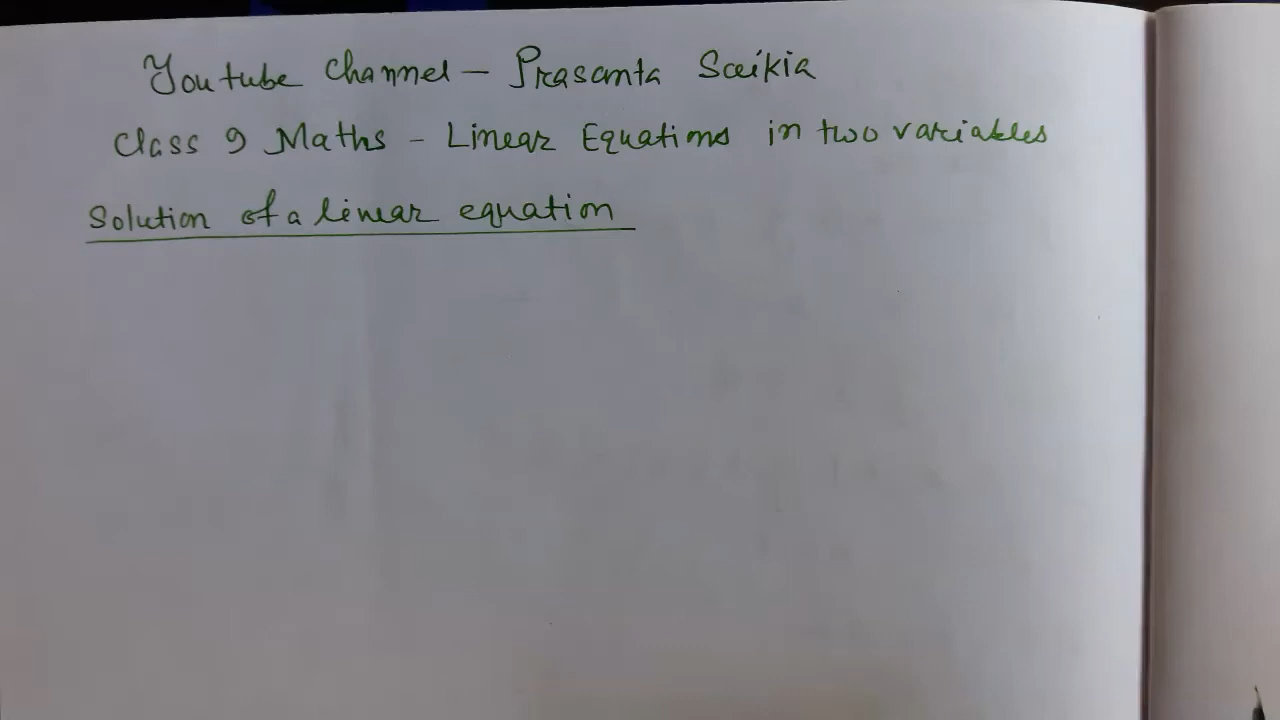 Youtube Channel - Prasanta Saikia
Class 9 Maths - Linear Equations in two variables
Solution of a linear equation